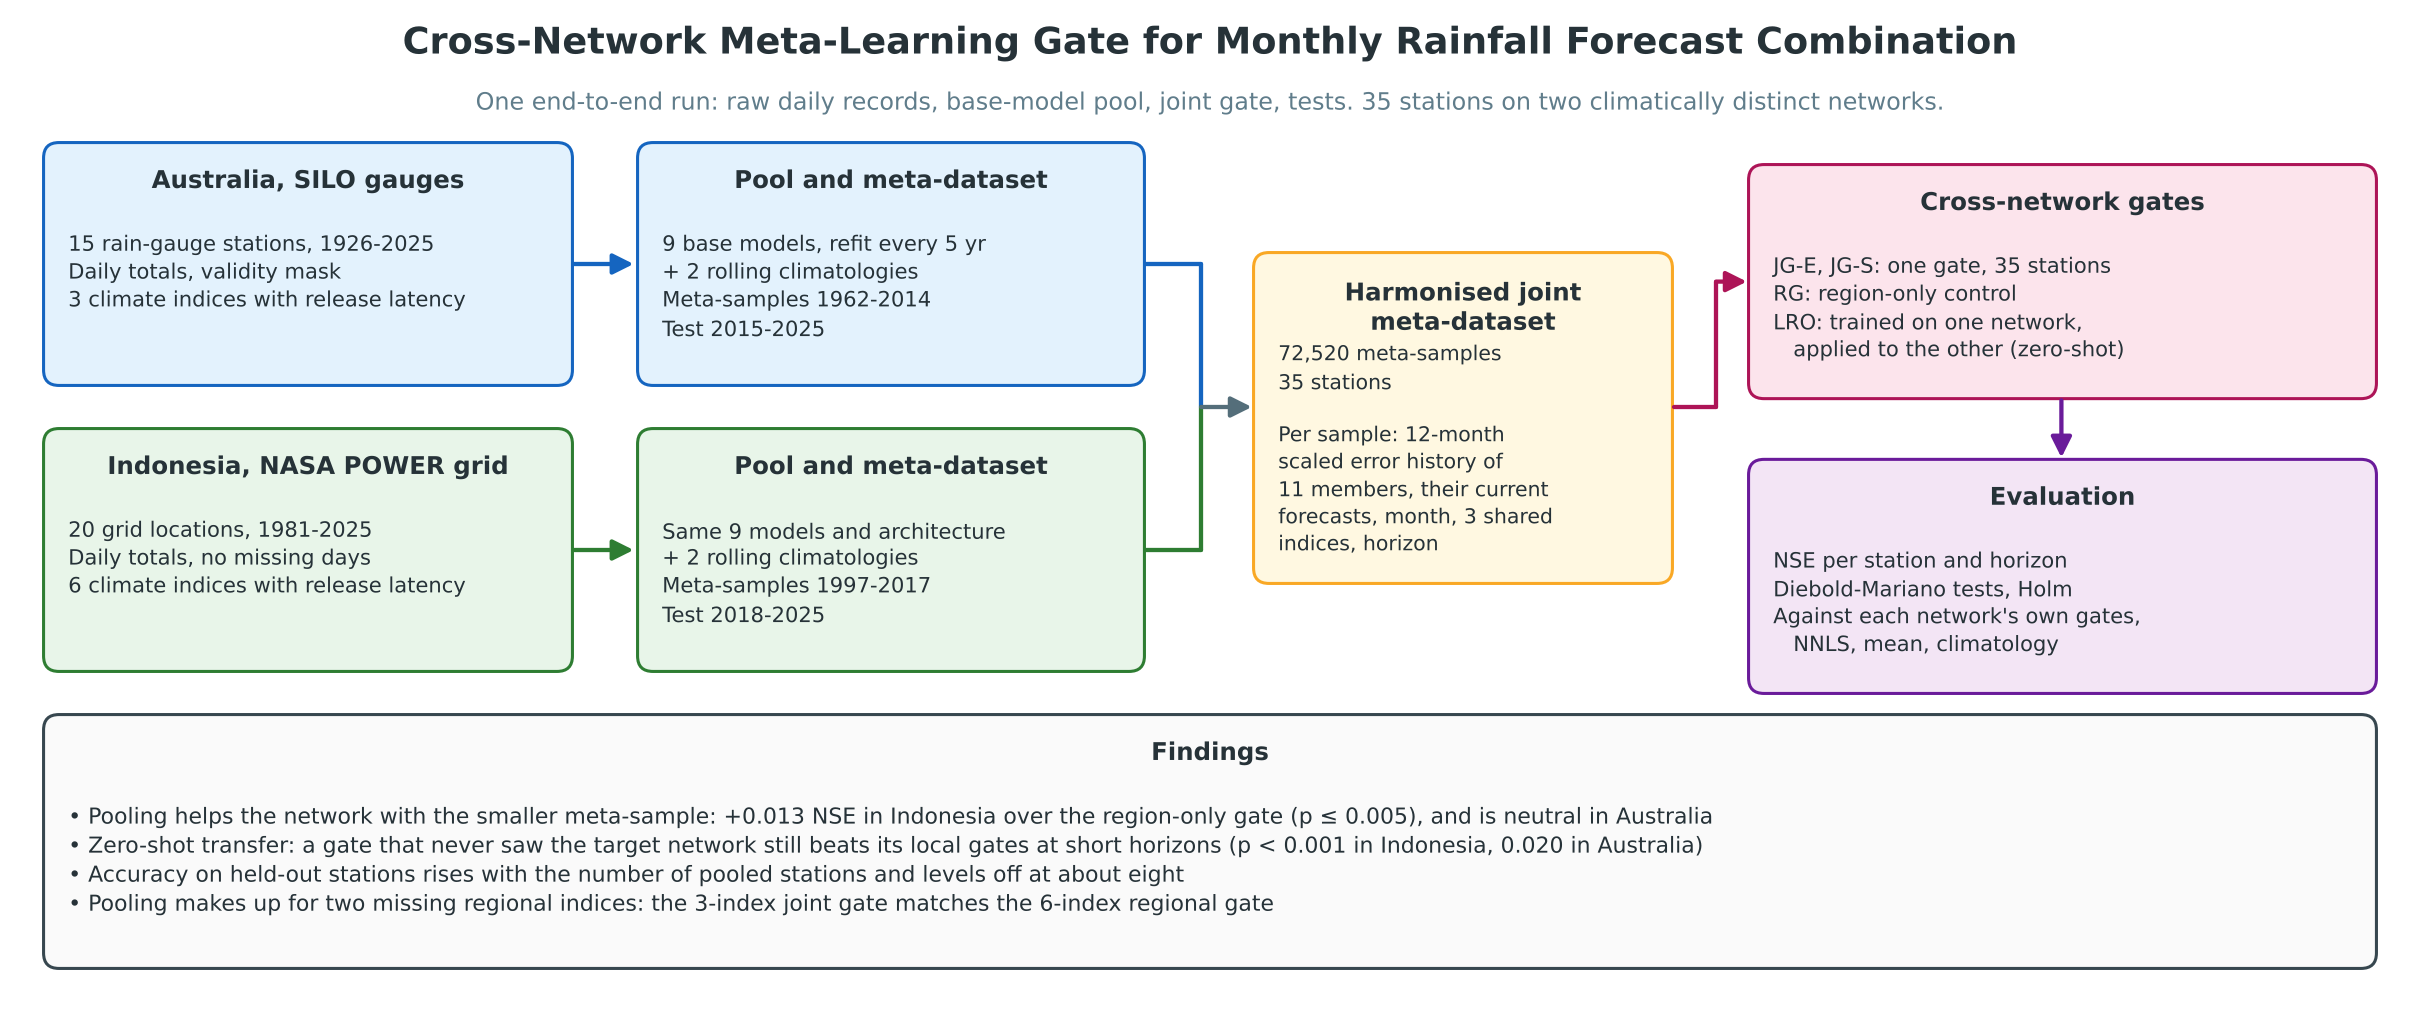 Cross-Network Meta-Learning Gate for Monthly Rainfall Forecast Combination
One end-to-end run: raw daily records, base-model pool, joint gate, tests. 35 stations on two climatically distinct networks.
Australia, SILO gauges
15 rain-gauge stations, 1926-2025
Daily totals, validity mask
3 climate indices with release latency
Pool and meta-dataset
9 base models, refit every 5 yr
+ 2 rolling climatologies
Meta-samples 1962-2014
Test 2015-2025
Indonesia, NASA POWER grid
20 grid locations, 1981-2025
Daily totals, no missing days
6 climate indices with release latency
Pool and meta-dataset
Same 9 models and architecture
+ 2 rolling climatologies
Meta-samples 1997-2017
Test 2018-2025
Harmonised joint
meta-dataset
72,520 meta-samples
35 stations
Per sample: 12-month
scaled error history of
11 members, their current
forecasts, month, 3 shared
indices, horizon
Cross-network gates
JG-E, JG-S: one gate, 35 stations
RG: region-only control
LRO: trained on one network,
applied to the other (zero-shot)
Evaluation
NSE per station and horizon
Diebold-Mariano tests, Holm
Against each network's own gates,
NNLS, mean, climatology
Findings
• Pooling helps the network with the smaller meta-sample: +0.013 NSE in Indonesia over the region-only gate (p ≤ 0.005), and is neutral in Australia
• Zero-shot transfer: a gate that never saw the target network still beats its local gates at short horizons (p < 0.001 in Indonesia, 0.020 in Australia)
• Accuracy on held-out stations rises with the number of pooled stations and levels off at about eight
• Pooling makes up for two missing regional indices: the 3-index joint gate matches the 6-index regional gate